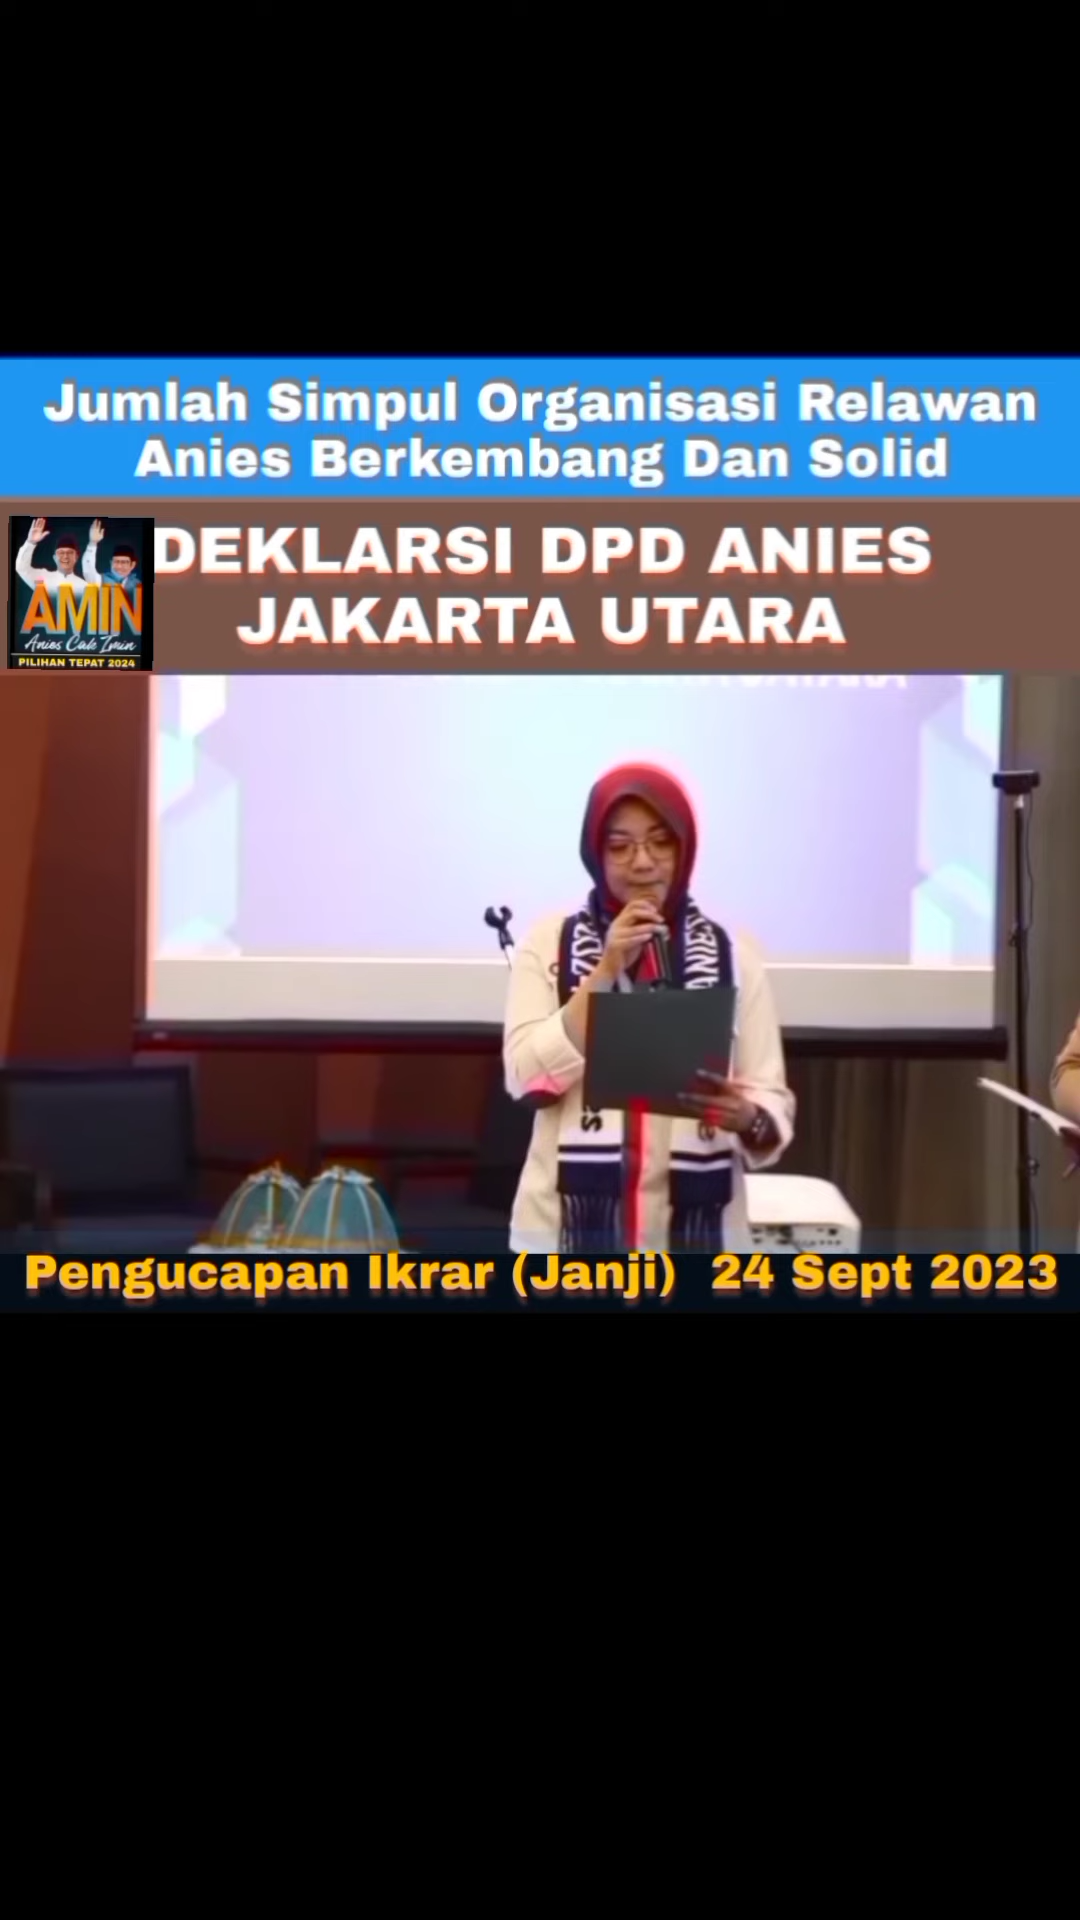 Jumlah Simpul Organisasi Relawan
Anies Berkembang Dan Solid
DEKLARSI DPD ANIES
JAKARTA UTARA
AMIN
Anies Cak Imin
PILIHAN TEPAT 2024
ANIES
Pengucapan Ikrar (Janji) 24 Sept 2023